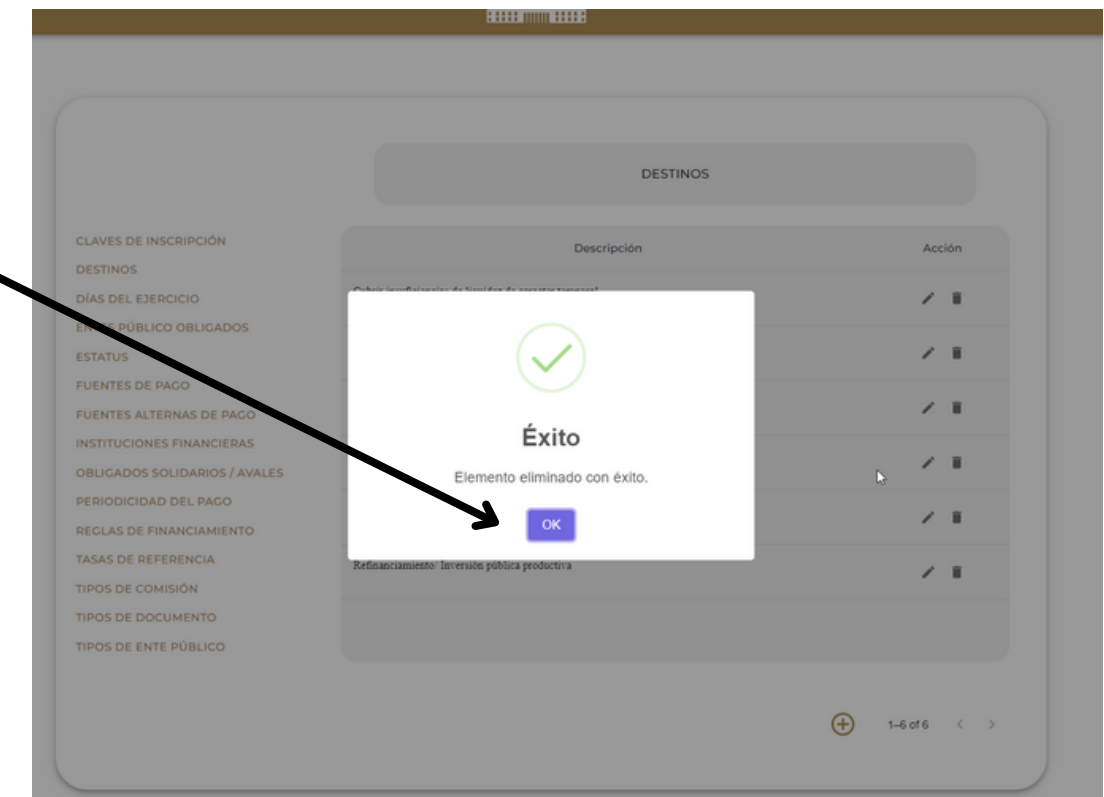 DESTINOS
CLAVES DE INSCRIPCIÓN
DESTINOS
DÍAS DEL EJERCICIO
PÚBLICO OBLIGADOS
ESTATUS
FUENTES DE PAGO
FUENTES ALTERNAS DE PAGO
INSTITUCIONES FINANCIERAS
OBLIGADOS SOLIDARIOS / AVALES
PERIODICIDAD DEL PAGO
REGLAS DE FINANCIAMIENTO
TASAS DE REFERENCIA
TIPOS DE COMISIÓN
TIPOS DE DOCUMENTO
TIPOS DE ENTE PÚBLICO
Descripción Acción
Éxito
Elemento eliminado con éxito.
OK
Refinanciamiento/ Inversión pública productiva
1–6 of 6